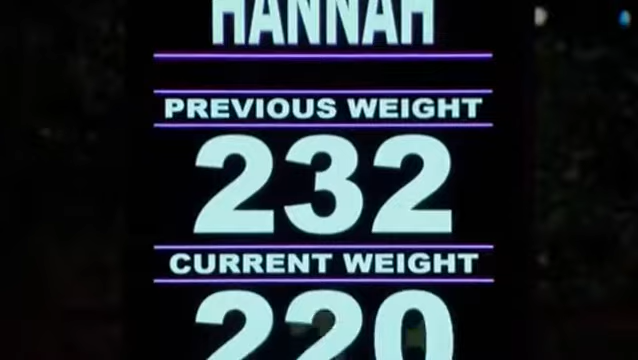 HANNAH
PREVIOUS WEIGHT
232
CURRENT WEIGHT
220